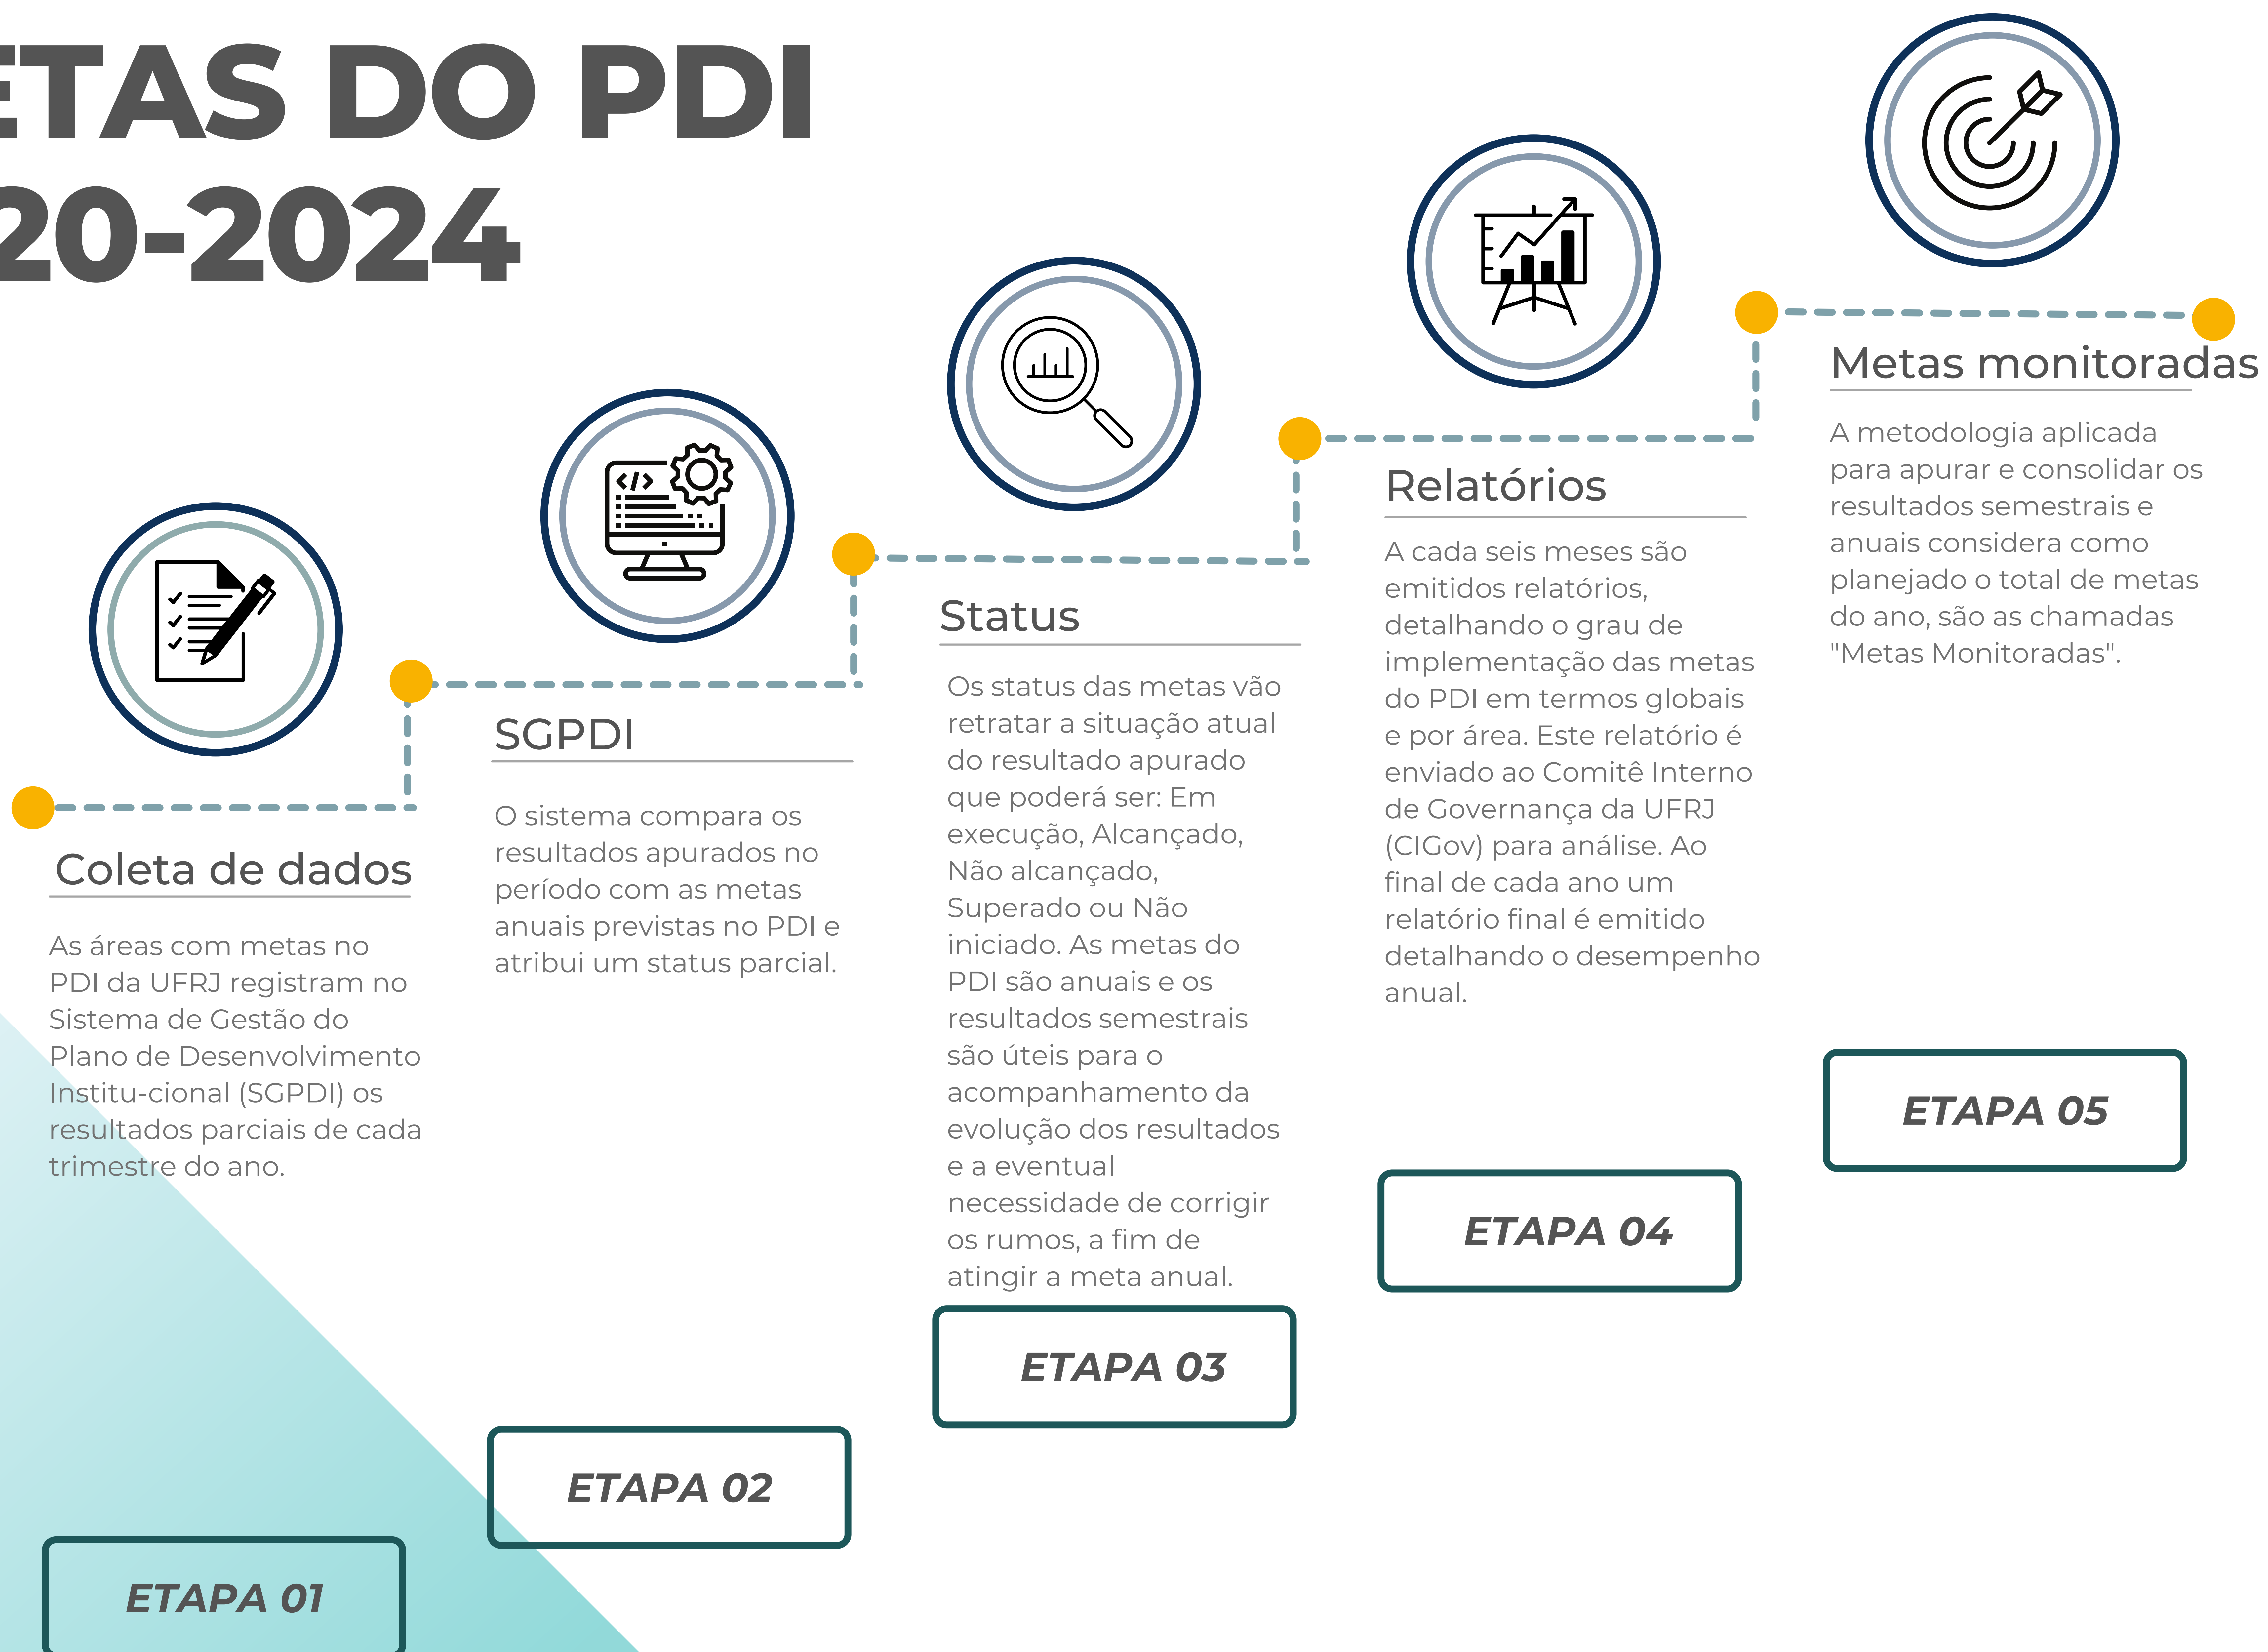 ETAS DO PDI
20-2024
Coleta de dados
As áreas com metas no
PDI da UFRJ registram no
Sistema de Gestão do
Plano de Desenvolvimento
Institu-cional (SGPDI) os
resultados parciais de cada
trimestre do ano.
ETAPA 01
SGPDI
O sistema compara os
resultados apurados no
período com as metas
anuais previstas no PDI e
atribui um status parcial.
ETAPA 02
Status
Os status das metas vão
retratar a situação atual
do resultado apurado
que poderá ser: Em
execução, Alcançado,
Não alcançado,
Superado ou Não
iniciado. As metas do
PDI são anuais e os
resultados semestrais
são úteis para o
acompanhamento da
evolução dos resultados
e a eventual
necessidade de corrigir
os rumos, a fim de
atingir a meta anual.
ETAPA 03
Relatórios
A cada seis meses são
emitidos relatórios,
detalhando o grau de
implementação das metas
do PDI em termos globais
e por área. Este relatório é
enviado ao Comitê Interno
de Governança da UFRJ
(CIGov) para análise. Ao
final de cada ano um
relatório final é emitido
detalhando o desempenho
anual.
ETAPA 04
Metas monitoradas
A metodologia aplicada
para apurar e consolidar os
resultados semestrais e
anuais considera como
planejado o total de metas
do ano, são as chamadas
"Metas Monitoradas".
ETAPA 05